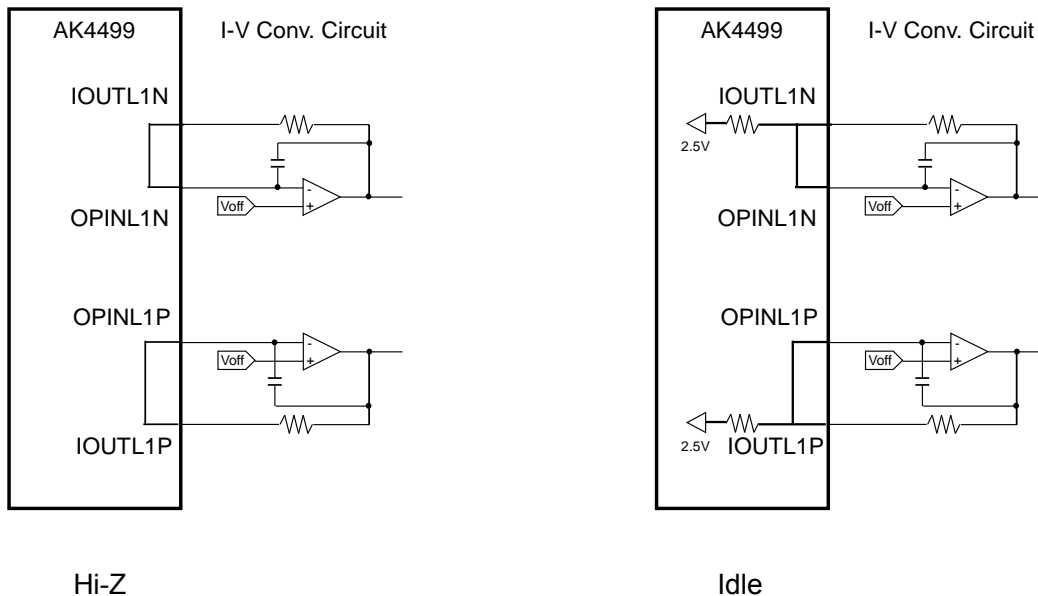 AK4499
I-V Conv. Circuit
IOUTL1N
-
Voff
+
OPINL1N
OPINL1P
-
Voff
+
IOUTL1P
Hi-Z
AK4499
I-V Conv. Circuit
IOUTL1N
2.5V
-
Voff
+
OPINL1N
OPINL1P
-
Voff
+
2.5V
IOUTL1P
Idle